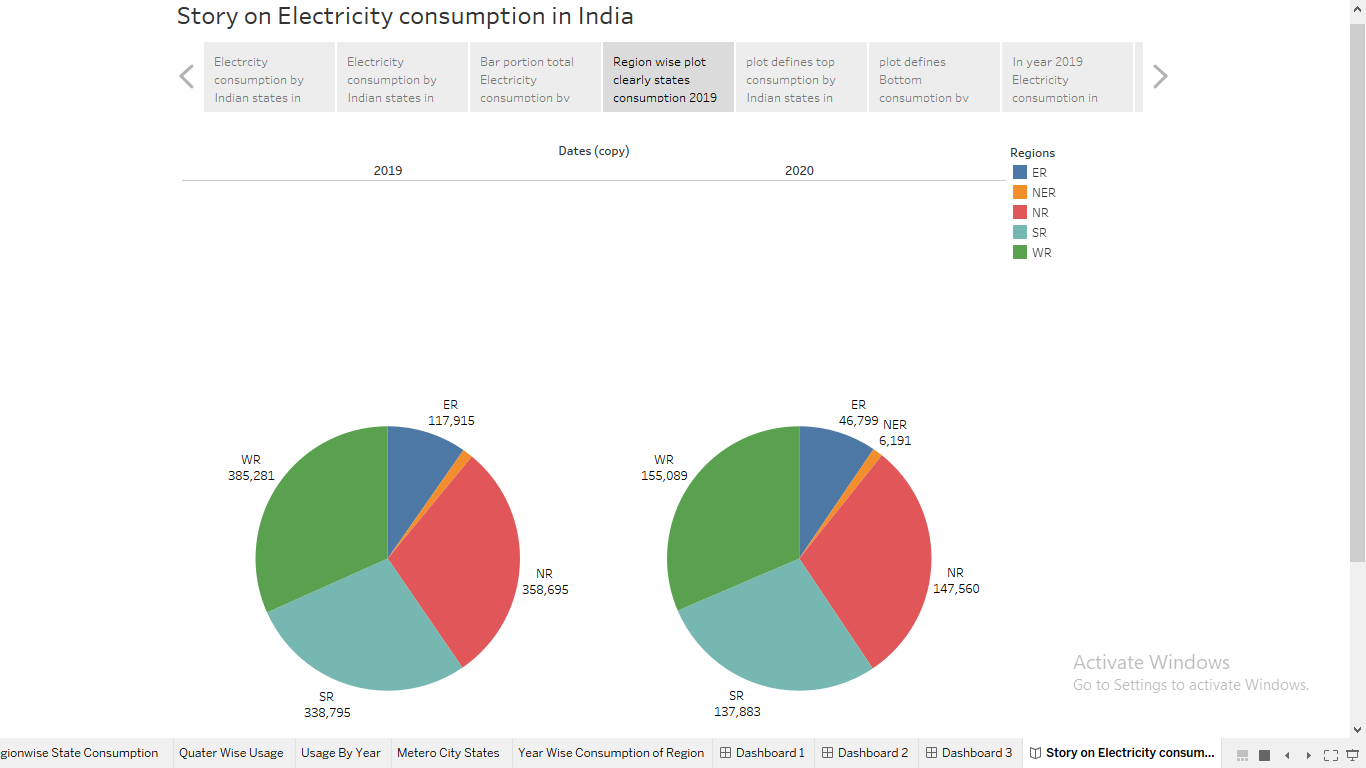 Story on Electricity consumption in India
Electrcity
consumption by
Indian states in
Electricity
consumption by
Indian states in
Bar portion total
Electricity
consumption by
Region wise plot
clearly states
consumption 2019
plot defines top
consumption by
Indian states in
plot defines
Bottom
consumption by
In year 2019
Electricity
consumption in
Dates (copy)
2019
2020
Regions
ER
NER
NR
SR
WR
ER
117,915
WR
385,281
NR
358,695
SR
338,795
ER
46,799
NER
6,191
WR
155,089
NR
147,560
SR
137,883
Activate Windows
Go to Settings to activate Windows.
gionwise State Consumption
Quater Wise Usage
Usage By Year
Metero City States
Year Wise Consumption of Region
Dashboard 1
Dashboard 2
Dashboard 3
Story on Electricity consum...